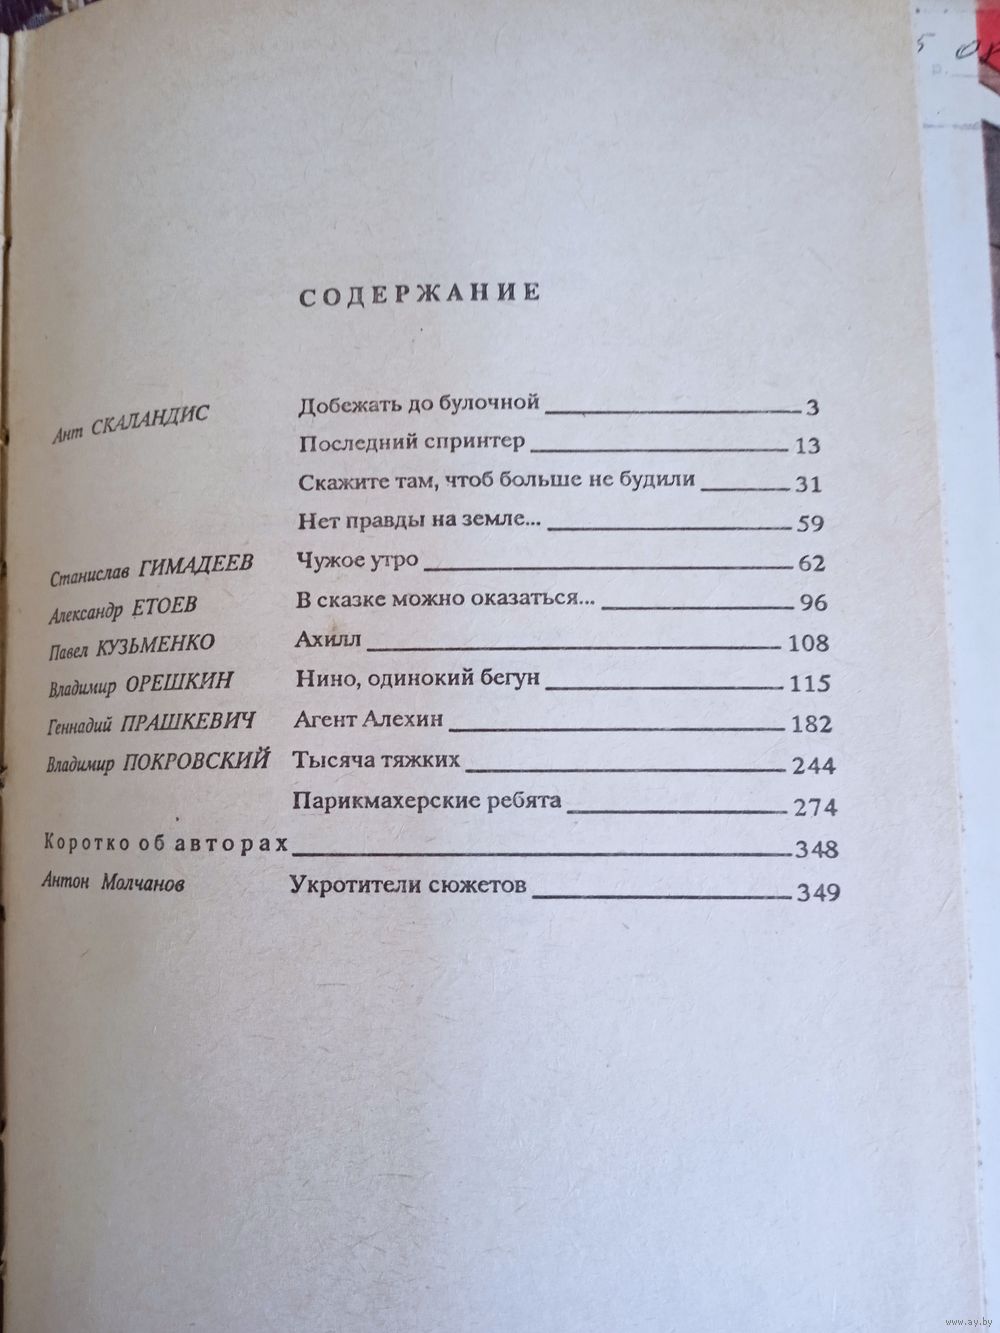 СОДЕРЖАНИЕ
Ант СКАЛАНДИС Добежать до булочной 3
Последний спринтер 13
Скажите там, чтоб больше не будили 31
Нет правды на земле... 59
Станислав ГИМАДЕЕВ Чужое утро 62
Александр ЕТОЕВ В сказке можно оказаться... 96
Павел КУЗЬМЕНКО Ахилл 108
Владимир ОРЕШКИН Нино, одинокий бегун 115
Геннадий ПРАШКЕВИЧ Агент Алехин 182
Владимир ПОКРОВСКИЙ Тысяча тяжких 244
Парикмахерские ребята 274
Коротко об авторах 348
Антон Молчанов Укротители сюжетов 349
www.ay.by